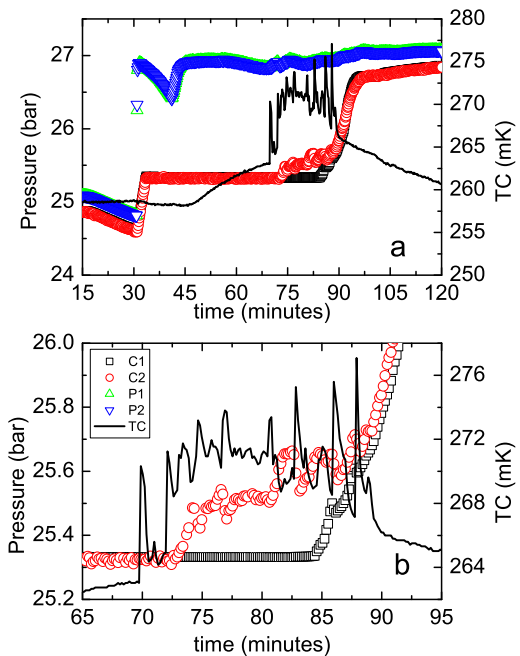 27
26
25
24
Pressure (bar)
280
275
270
265
260
255
250
TC (mK)
a
15 30 45 60 75 90 105 120
time (minutes)
26.0
25.8
25.6
25.4
25.2
Pressure (bar)
C1
C2
P1
P2
TC
276
272
268
264
TC (mK)
b
65 70 75 80 85 90 95
time (minutes)